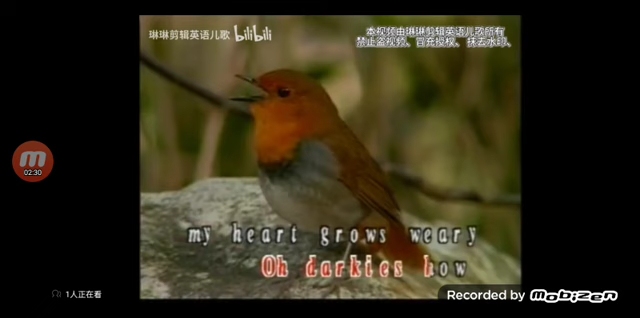 琳琳剪辑英语儿歌 bilibili
本视频由琳琳剪辑英语儿歌所有
禁止盗视频、冒充授权、抹去水印、
02:30
my heart grows weary
Oh darkies how
1人正在看
Recorded by mobizen